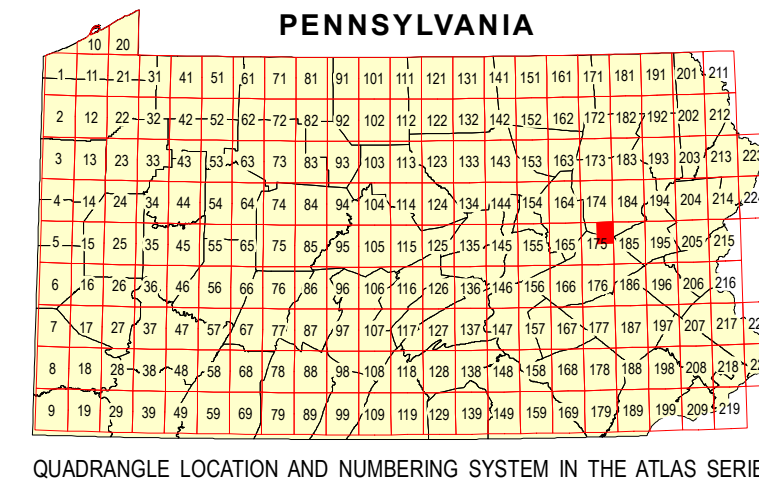 PENNSYLVANIA
10 20
1 11 21 31 41 51 61 71 81 91 101 111 121 131 141 151 161 171 181 191 201 211
2 12 22 32 42 52 62 72 82 92 102 112 122 132 142 152 162 172 182 192 202 212
3 13 23 33 43 53 63 73 83 93 103 113 123 133 143 153 163 173 183 193 203 213 223
4 14 24 34 44 54 64 74 84 94 104 114 124 134 144 154 164 174 184 194 204 214 224
5 15 25 35 45 55 65 75 85 95 105 115 125 135 145 155 165 175 185 195 205 215
6 16 26 36 46 56 66 76 86 96 106 116 126 136 146 156 166 176 186 196 206 216
7 17 27 37 47 57 67 77 87 97 107 117 127 137 147 157 167 177 187 197 207 217 2
8 18 28 38 48 58 68 78 88 98 108 118 128 138 148 158 168 178 188 198 208 218
9 19 29 39 49 59 69 79 89 99 109 119 129 139 149 159 169 179 189 199 209 219
QUADRANGLE LOCATION AND NUMBERING SYSTEM IN THE ATLAS SERIE